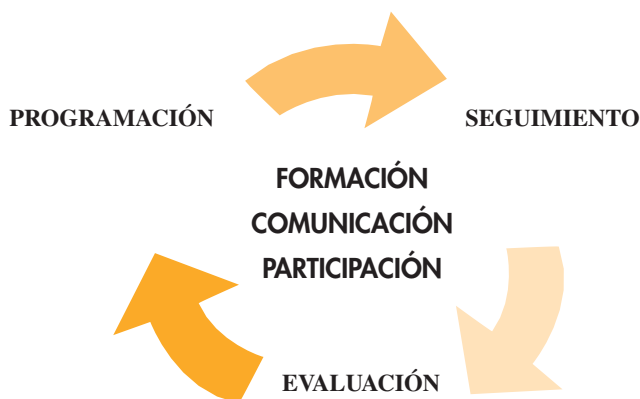 PROGRAMACIÓN
SEGUIMIENTO
FORMACIÓN
COMUNICACIÓN
PARTICIPACIÓN
EVALUACIÓN